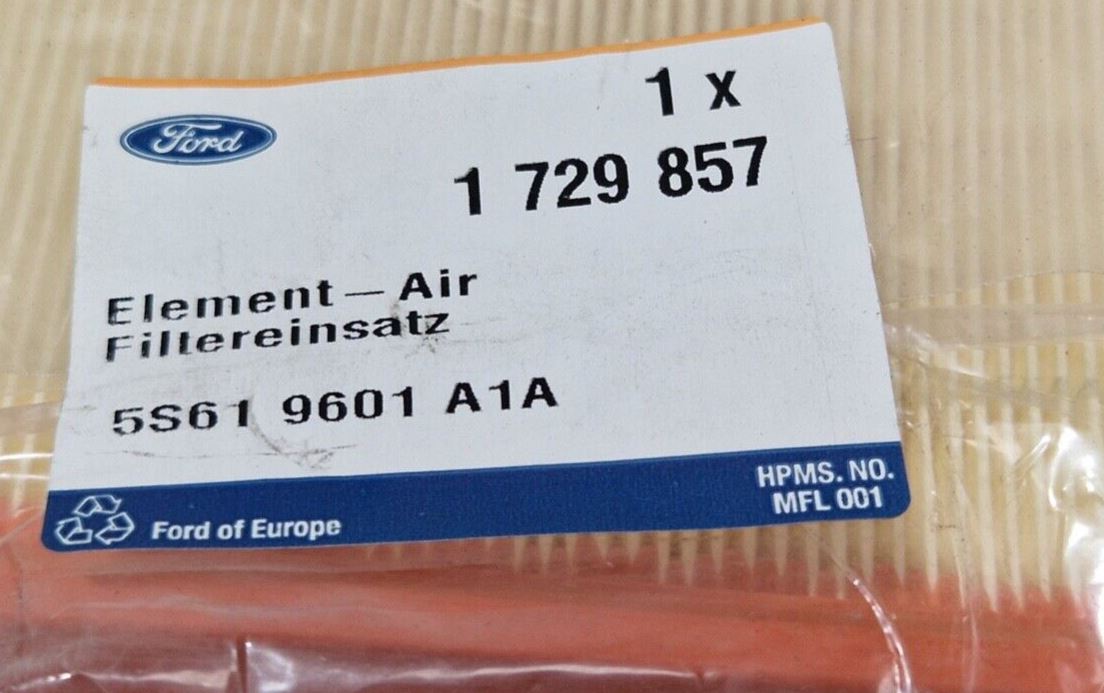 Ford
1 x
1 729 857
Element – Air
Filtereinsatz
5S61 9601 A1A
HPMS. NO.
MFL 001
Ford of Europe